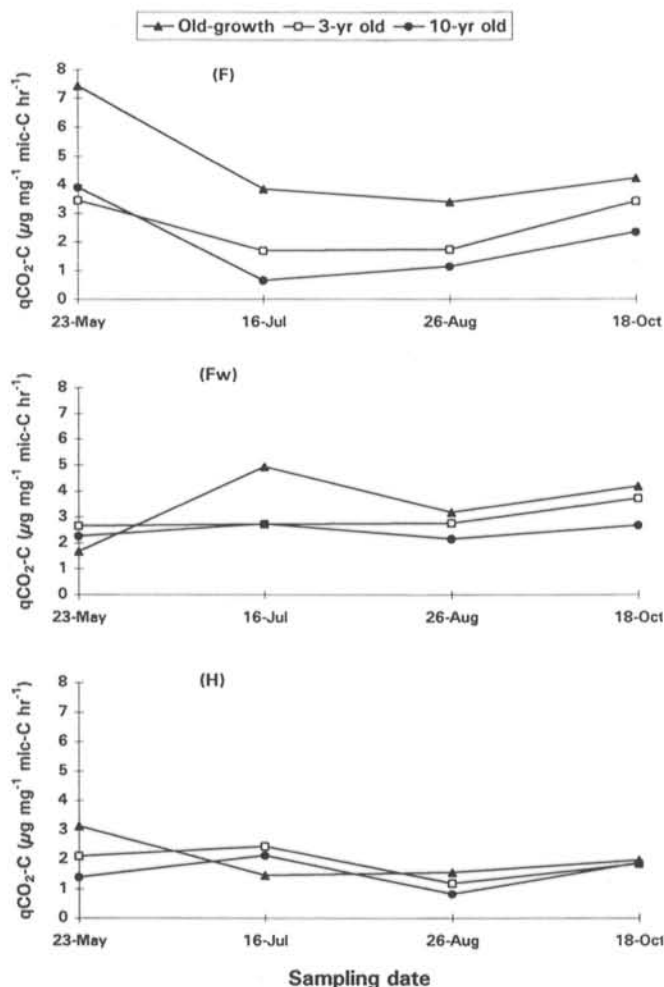 Old-growth 3-yr old 10-yr old
(F)
8
7
6
5
4
3
2
1
0
qCO₂-C (µg mg⁻¹ mic-C hr⁻¹)
23-May 16-Jul 26-Aug 18-Oct
(Fw)
8
7
6
5
4
3
2
1
0
qCO₂-C (µg mg⁻¹ mic-C hr⁻¹)
23-May 16-Jul 26-Aug 18-Oct
(H)
8
7
6
5
4
3
2
1
0
qCO₂-C (µg mg⁻¹ mic-C hr⁻¹)
23-May 16-Jul 26-Aug 18-Oct
Sampling date